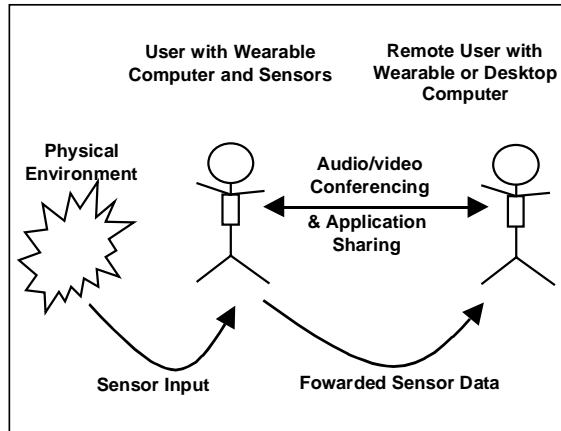 User with Wearable
Computer and Sensors
Remote User with
Wearable or Desktop
Computer
Physical
Environment
Audio/video
Conferencing
& Application
Sharing
Sensor Input
Fowarded Sensor Data